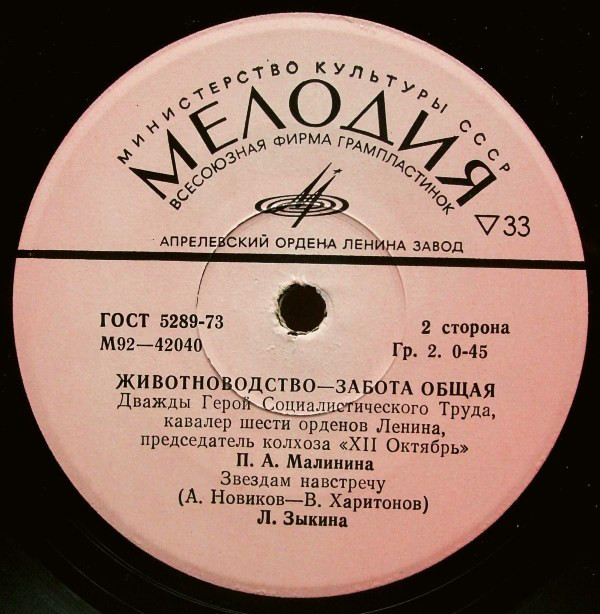 МИНИСТЕРСТВО КУЛЬТУРЫ СССР
МЕЛОДИЯ
ВСЕСОЮЗНАЯ ФИРМА ГРАМПЛАСТИНОК
▽33
АПРЕЛЕВСКИЙ ОРДЕНА ЛЕНИНА ЗАВОД
ГОСТ 5289-73
2 сторона
М92—42040
Гр. 2. 0-45
ЖИВОТНОВОДСТВО—ЗАБОТА ОБЩАЯ
Дважды Герой Социалистического Труда,
кавалер шести орденов Ленина,
председатель колхоза «XII Октябрь»
П. А. Малинина
Звездам навстречу
(А. Новиков—В. Харитонов)
Л. Зыкина